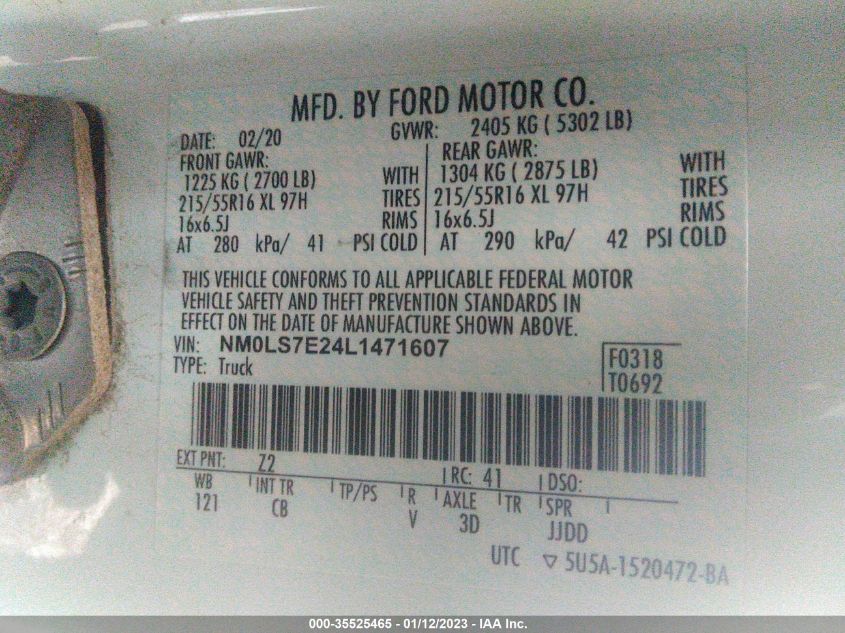 MFD. BY FORD MOTOR CO.
DATE: 02/20 GVWR: 2405 KG ( 5302 LB)
FRONT GAWR: REAR GAWR:
1225 KG ( 2700 LB) WITH 1304 KG ( 2875 LB) WITH
215/55R16 XL 97H TIRES 215/55R16 XL 97H TIRES
16x6.5J RIMS 16x6.5J RIMS
AT 280 kPa/ 41 PSI COLD AT 290 kPa/ 42 PSI COLD
THIS VEHICLE CONFORMS TO ALL APPLICABLE FEDERAL MOTOR
VEHICLE SAFETY AND THEFT PREVENTION STANDARDS IN
EFFECT ON THE DATE OF MANUFACTURE SHOWN ABOVE.
VIN: NM0LS7E24L1471607
TYPE: Truck
F0318
T0692
EXT PNT: Z2 RC: 41 DSO:
WB INT TR TP/PS R AXLE TR SPR
121 CB V 3D JJDD
UTC ▽ 5U5A-1520472-BA
000-35525465 - 01/12/2023 - IAA Inc.